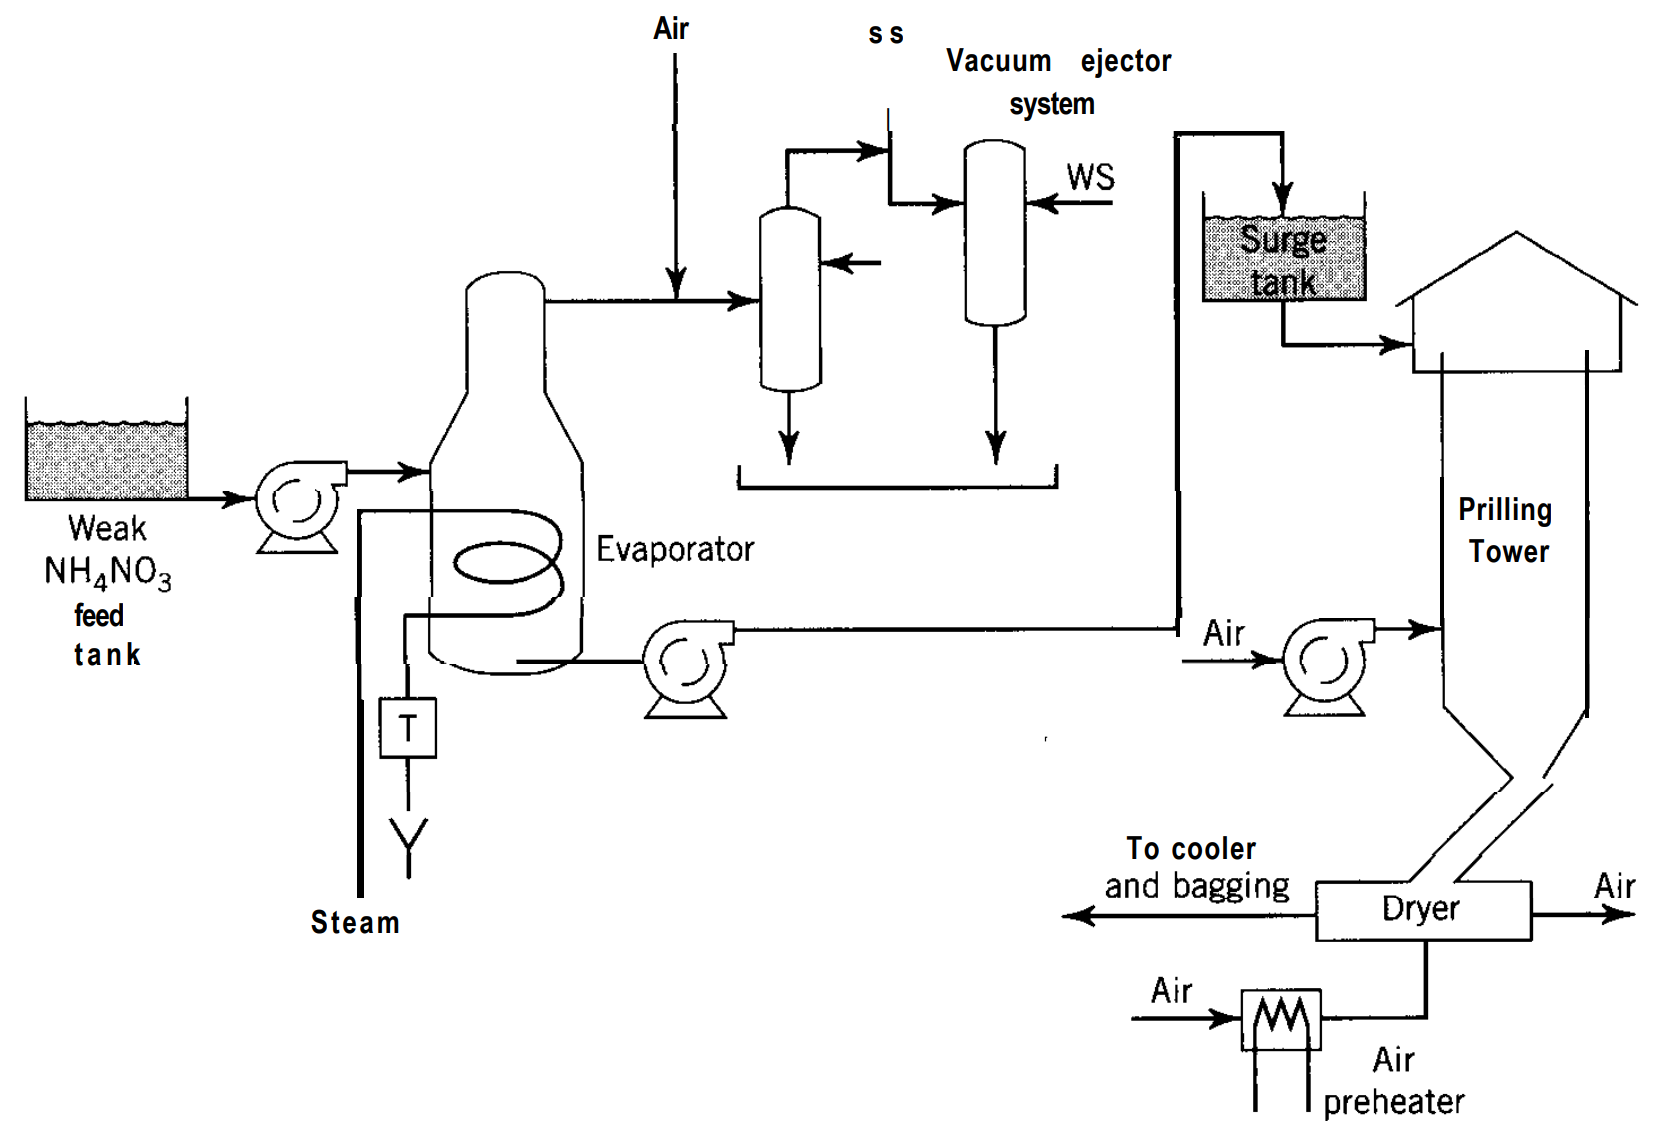 Air
s s
Vacuum ejector
system
WS
Surge
tank
Weak
NH₄NO₃
feed
tank
Evaporator
Prilling
Tower
Air
T
Steam
To cooler
and bagging
Dryer
Air
Air
Air
preheater